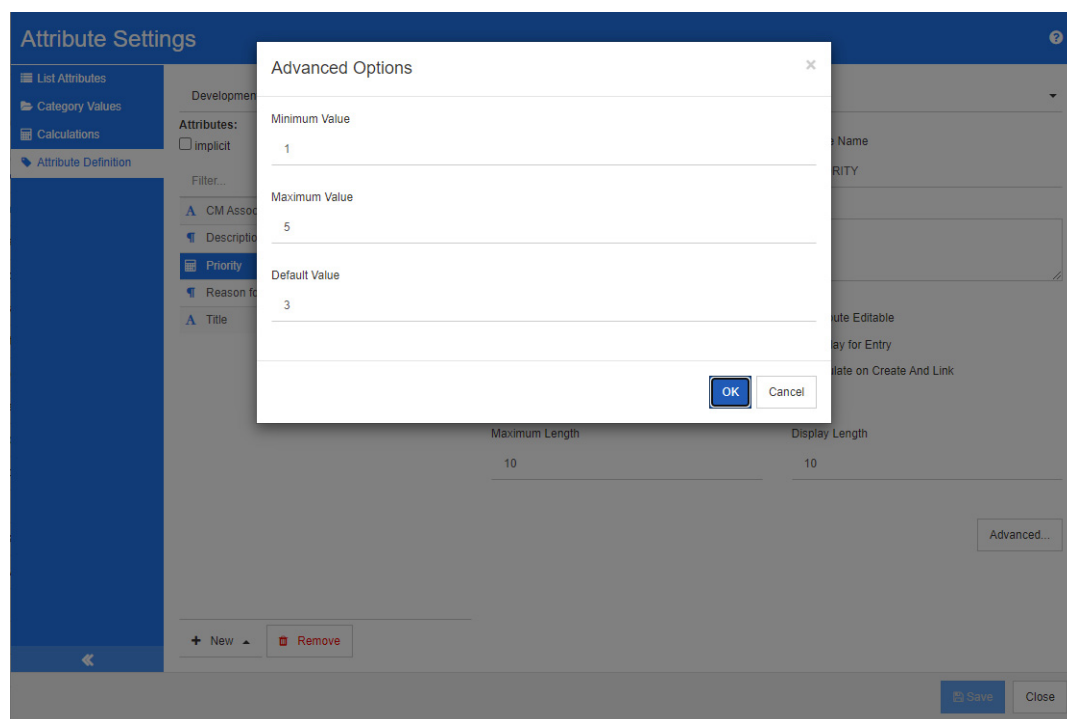 Attribute Settings
List Attributes
Category Values
Calculations
Attribute Definition
Developmen
Attributes:
implicit
Filter...
CM Assoc
Descriptio
Priority
Reason fo
Title
Advanced Options
×
Minimum Value
1
Maximum Value
5
Default Value
3
OK
Cancel
Name
RITY
ute Editable
ay for Entry
ulate on Create And Link
Maximum Length
Display Length
10
10
Advanced...
+ New
Remove
Save
Close